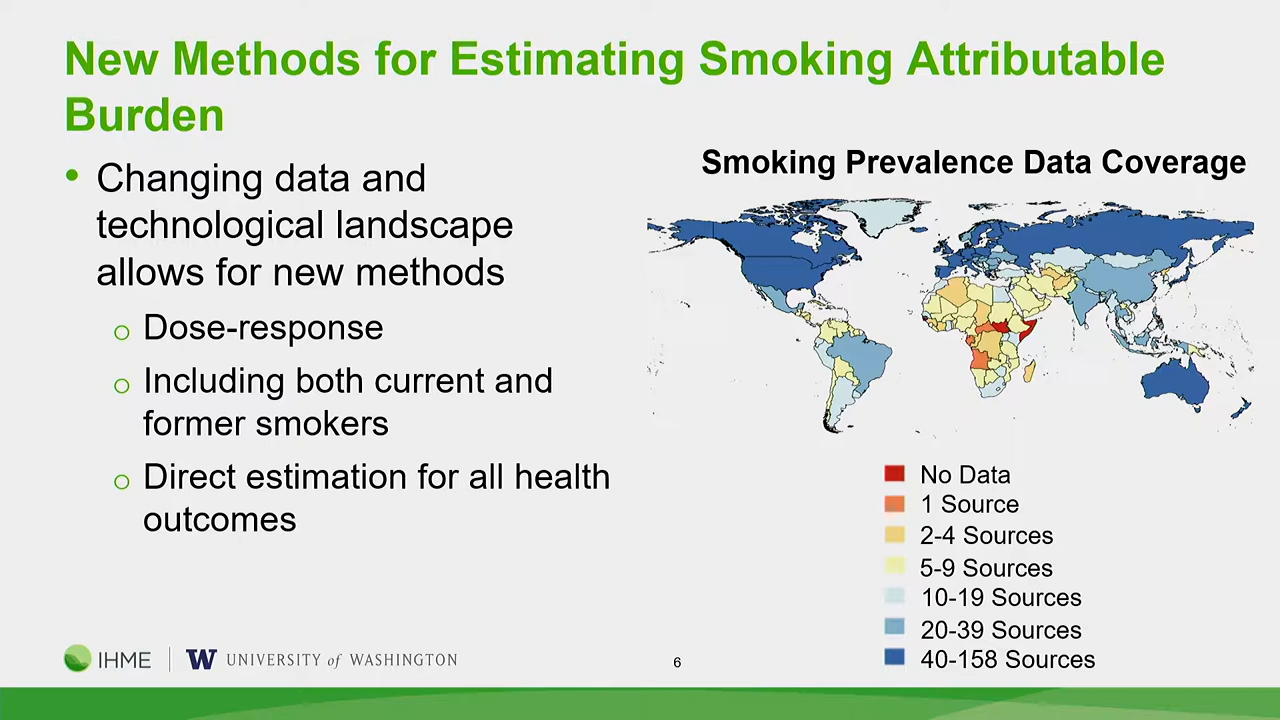 New Methods for Estimating Smoking Attributable
Burden
• Changing data and
technological landscape
allows for new methods
o Dose-response
o Including both current and
former smokers
o Direct estimation for all health
outcomes
Smoking Prevalence Data Coverage
No Data
1 Source
2-4 Sources
5-9 Sources
10-19 Sources
20-39 Sources
40-158 Sources
IHME
W UNIVERSITY of WASHINGTON
6